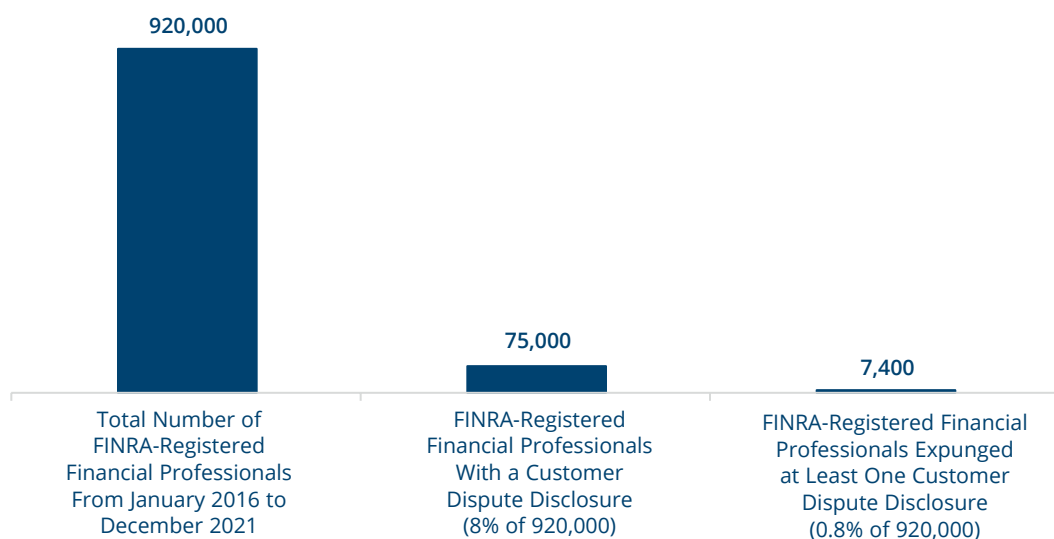 920,000
75,000
7,400
Total Number of
FINRA-Registered
Financial Professionals
From January 2016 to
December 2021
FINRA-Registered
Financial Professionals
With a Customer
Dispute Disclosure
(8% of 920,000)
FINRA-Registered Financial
Professionals Expunged
at Least One Customer
Dispute Disclosure
(0.8% of 920,000)